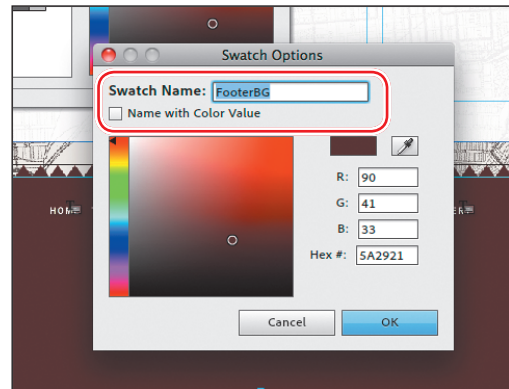 Swatch Options
Swatch Name: FooterBG
Name with Color Value
R: 90
G: 41
B: 33
Hex #: 5A2921
HOME
Cancel
OK